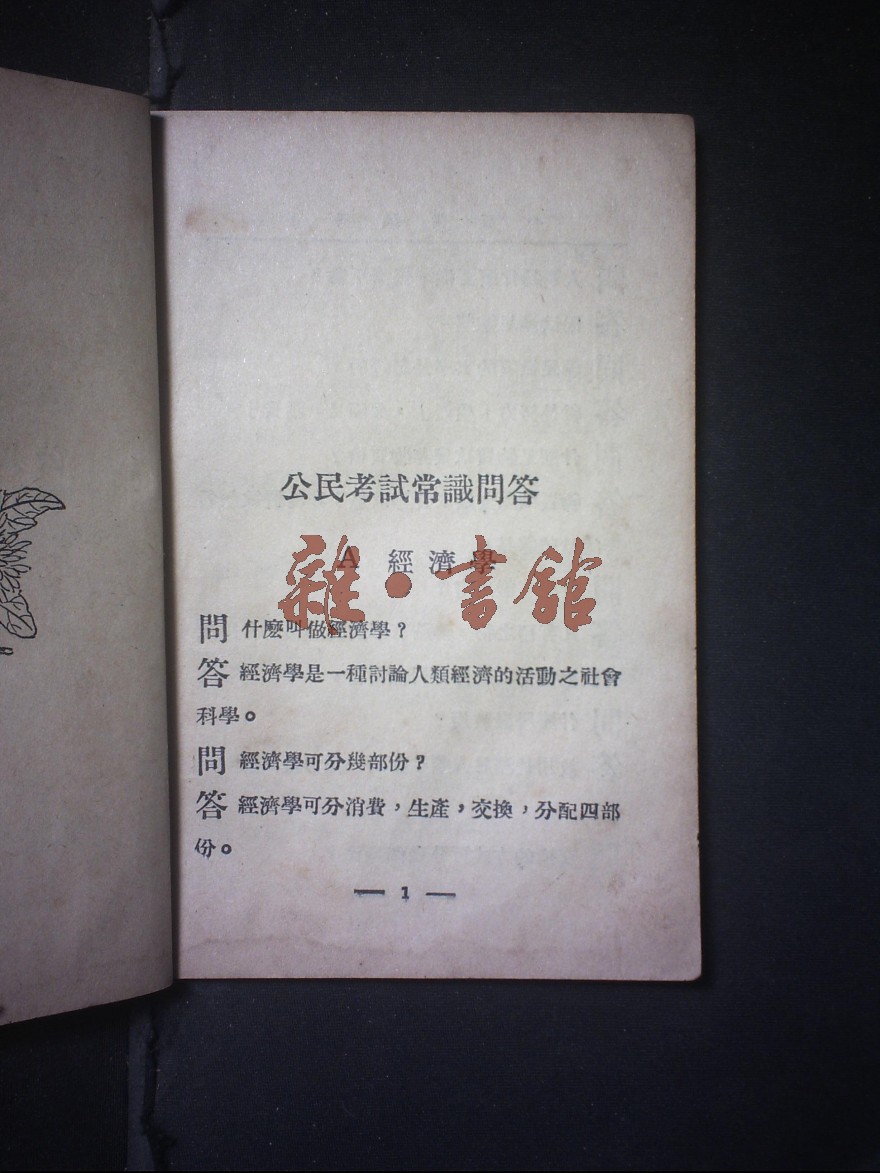 公民考試常識問答
A 經濟學
雜·書館
問 什麼叫做經濟學？
答 經濟學是一種討論人類經濟的活動之社會
科學。
問 經濟學可分幾部份？
答 經濟學可分消費，生產，交換，分配四部
份。
— 1 —